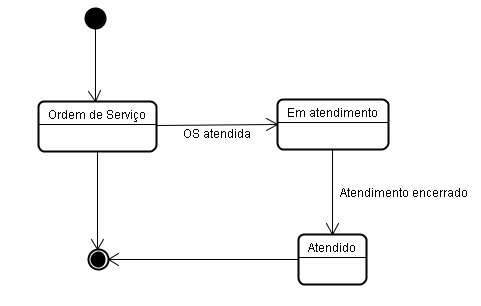 Ordem de Serviço
Em atendimento
OS atendida
Atendimento encerrado
Atendido